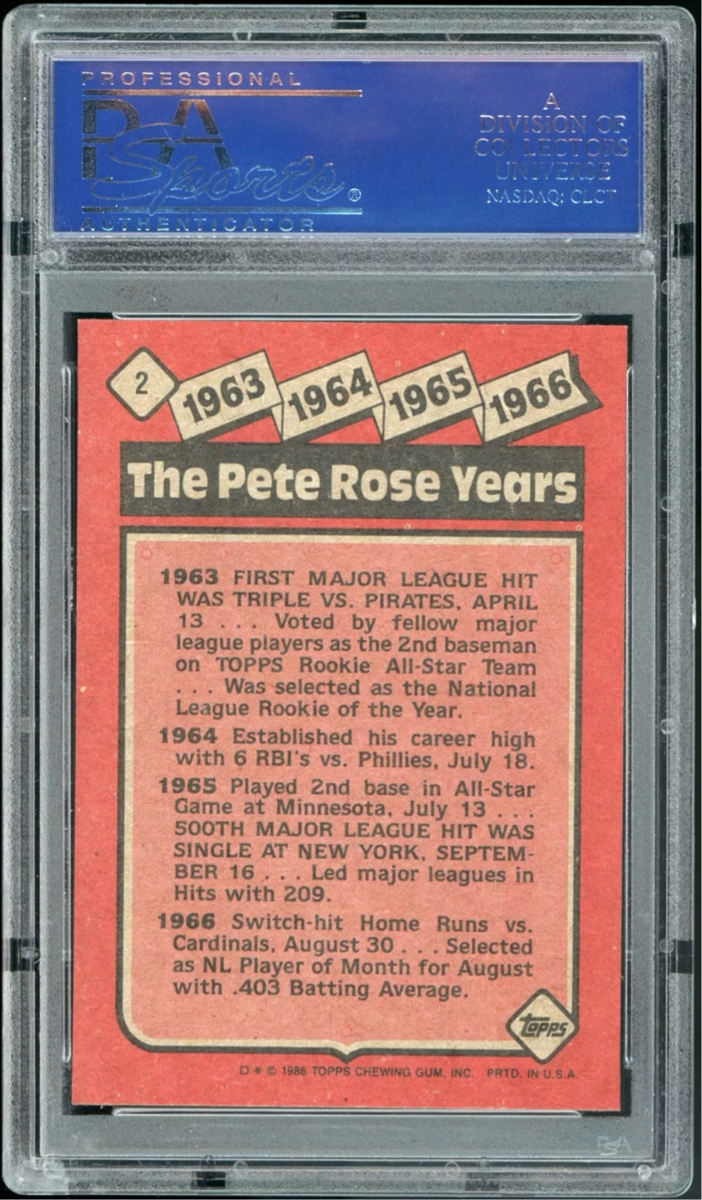 PROFESSIONAL
PSA
Sports®
AUTHENTICATOR
A
DIVISION OF
COLLECTORS
UNIVERSE
NASDAQ: CLCT
2
1963 1964 1965 1966
The Pete Rose Years
1963 FIRST MAJOR LEAGUE HIT
WAS TRIPLE VS. PIRATES, APRIL
13 . . . Voted by fellow major
league players as the 2nd baseman
on TOPPS Rookie All-Star Team
. . . Was selected as the National
League Rookie of the Year.
1964 Established his career high
with 6 RBI's vs. Phillies, July 18.
1965 Played 2nd base in All-Star
Game at Minnesota, July 13 . . .
500TH MAJOR LEAGUE HIT WAS
SINGLE AT NEW YORK, SEPTEM-
BER 16 . . . Led major leagues in
Hits with 209.
1966 Switch-hit Home Runs vs.
Cardinals, August 30 . . . Selected
as NL Player of Month for August
with .403 Batting Average.
topps
D * © 1986 TOPPS CHEWING GUM, INC. PRTD. IN U.S.A.
PSA